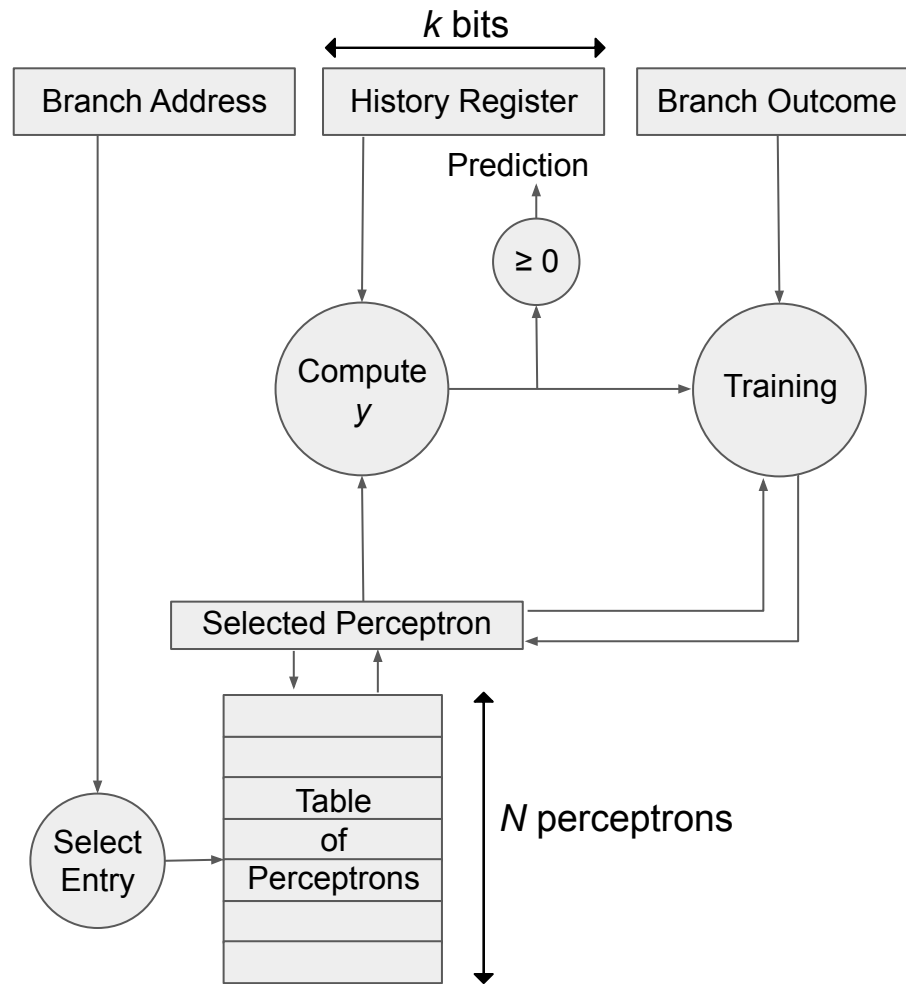 k bits
Branch Address
History Register
Branch Outcome
Prediction
≥ 0
Compute
y
Training
Selected Perceptron
Table
of
Perceptrons
N perceptrons
Select
Entry